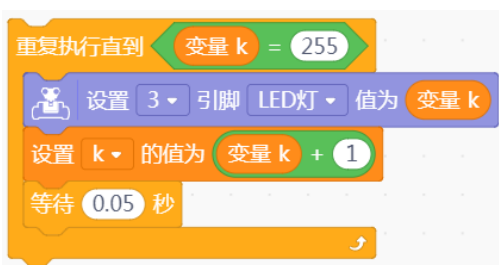 重复执行直到 变量 k = 255
设置 3 引脚 LED灯 值为 变量 k
设置 k 的值为 变量 k + 1
等待 0.05 秒